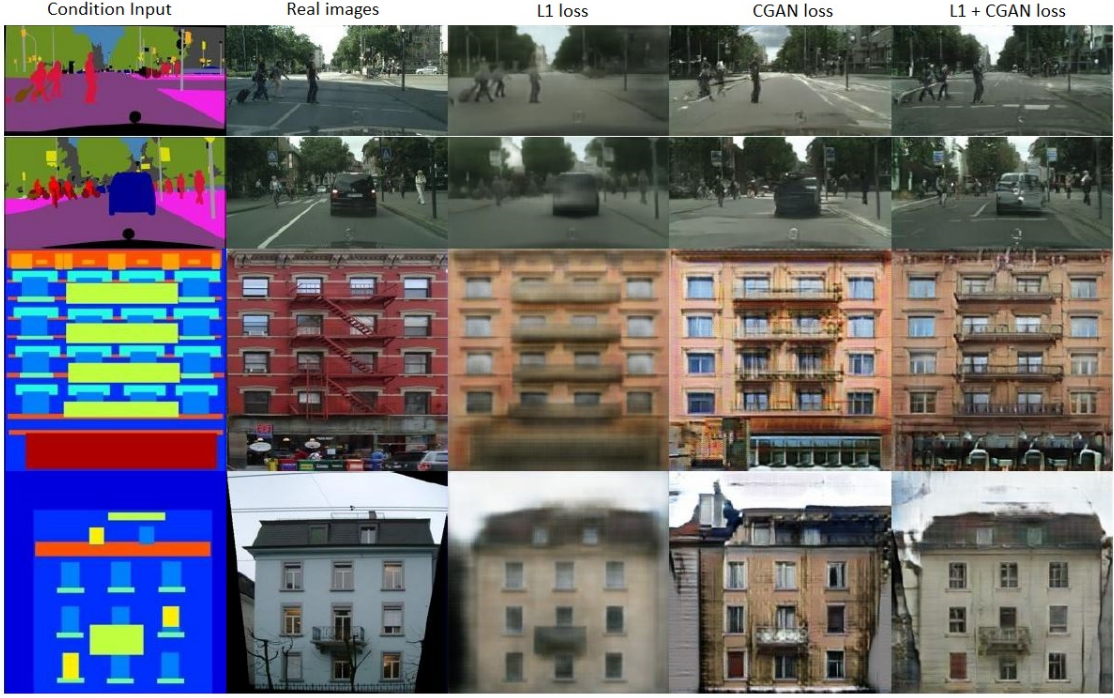 Condition Input
Real images
L1 loss
CGAN loss
L1 + CGAN loss